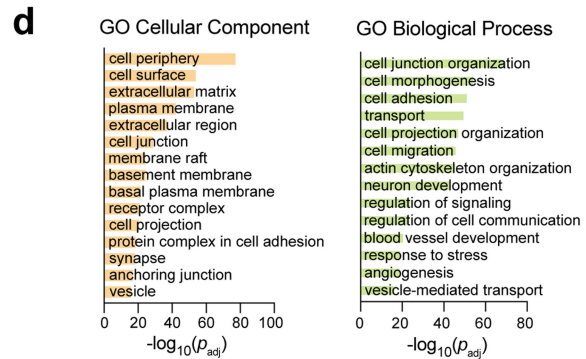 d
GO Cellular Component
cell periphery
cell surface
extracellular matrix
plasma membrane
extracellular region
cell junction
membrane raft
basement membrane
basal plasma membrane
receptor complex
cell projection
protein complex in cell adhesion
synapse
anchoring junction
vesicle
0 20 40 60 80 100
-log10(padj)
GO Biological Process
cell junction organization
cell morphogenesis
cell adhesion
transport
cell projection organization
cell migration
actin cytoskeleton organization
neuron development
regulation of signaling
regulation of cell communication
blood vessel development
response to stress
angiogenesis
vesicle-mediated transport
0 20 40 60 80
-log10(padj)